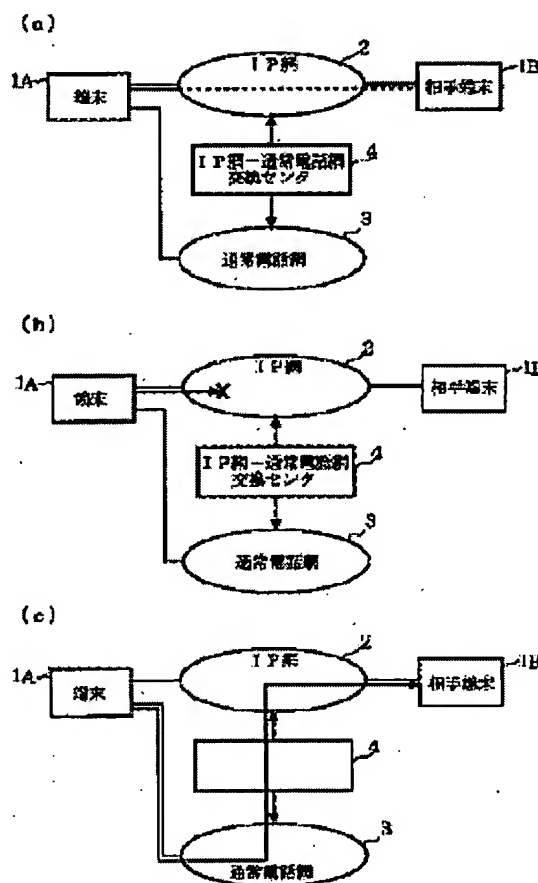 (a)
2
IP網
1A
端末
1B
相手端末
4
IP網-通常電話網
交換センタ
3
通常電話網
(b)
2
IP網
1A
端末
1B
相手端末
4
IP網-通常電話網
交換センタ
3
通常電話網
(c)
2
IP網
1A
端末
1B
相手端末
4
3
通常電話網